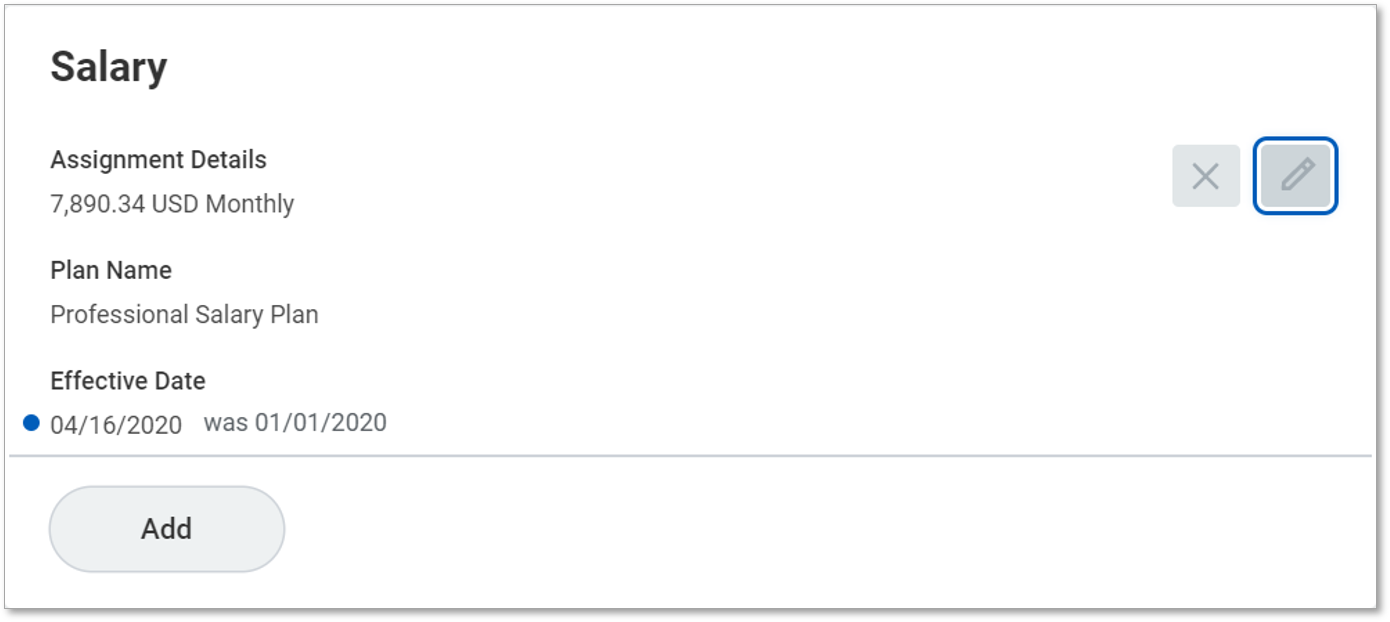 Salary
Assignment Details
7,890.34 USD Monthly
Plan Name
Professional Salary Plan
Effective Date
04/16/2020 was 01/01/2020
Add